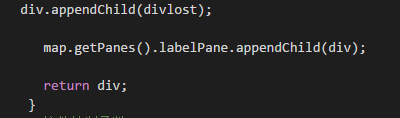 div.appendChild(divlost);
map.getPanes().labelPane.appendChild(div);
return div;
}